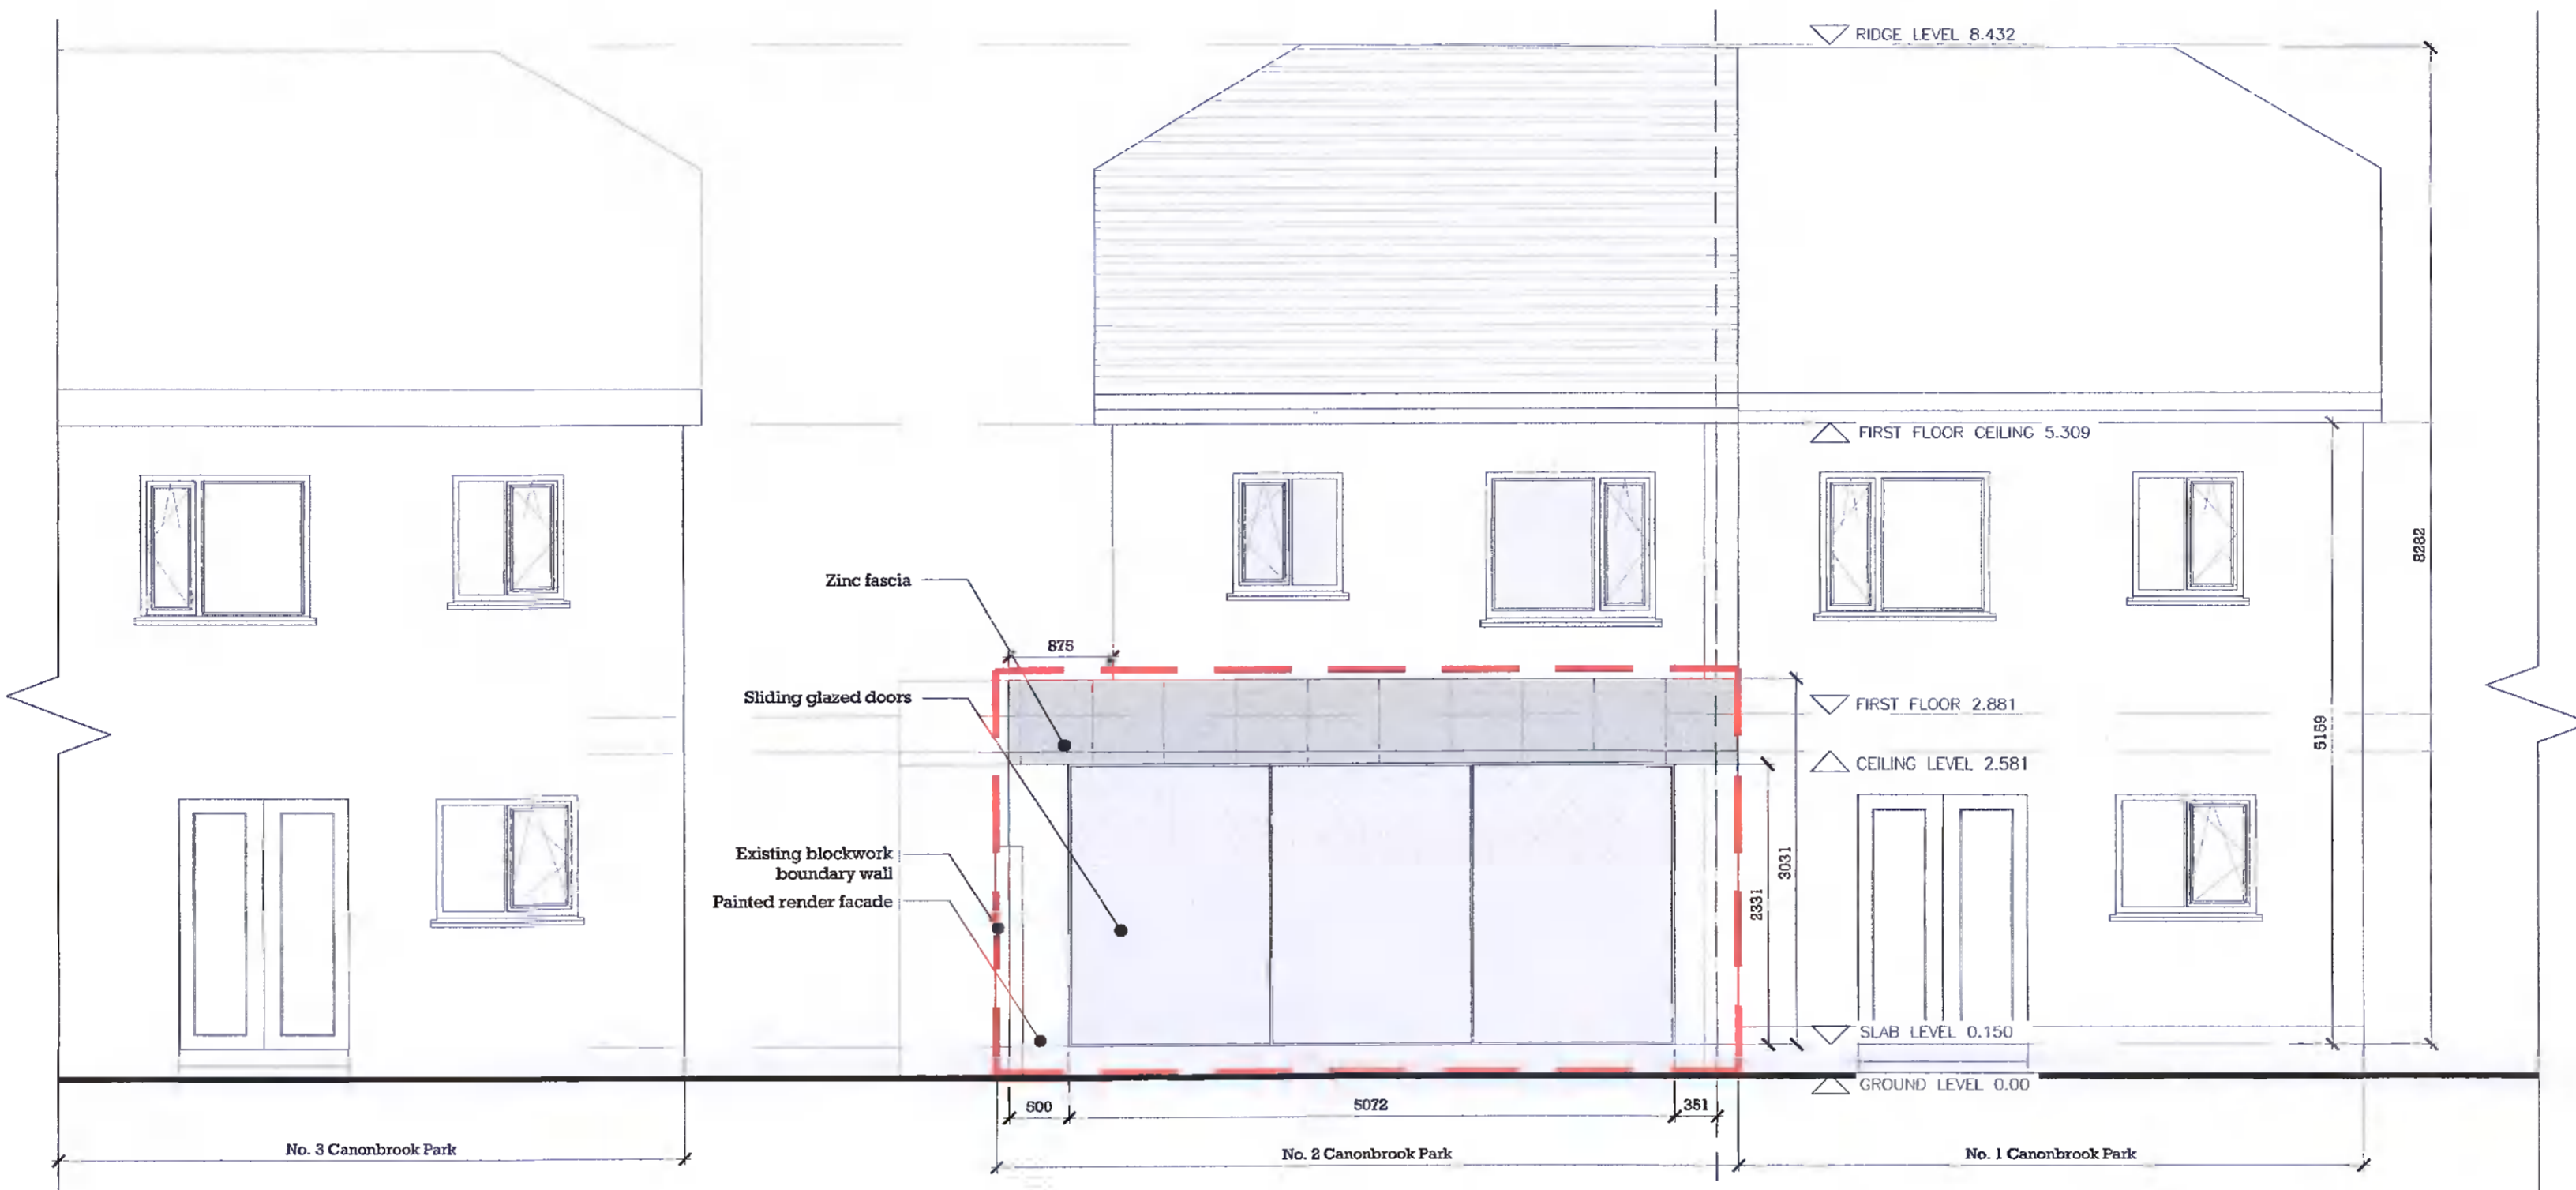 RIDGE LEVEL 8.432
FIRST FLOOR CEILING 5.309
8282
Zinc fascia
875
Sliding glazed doors
FIRST FLOOR 2.881
5159
CEILING LEVEL 2.581
Existing blockwork
boundary wall
3031
2331
Painted render facade
SLAB LEVEL 0.150
GROUND LEVEL 0.00
500
5072
351
No. 3 Canonbrook Park
No. 2 Canonbrook Park
No. 1 Canonbrook Park